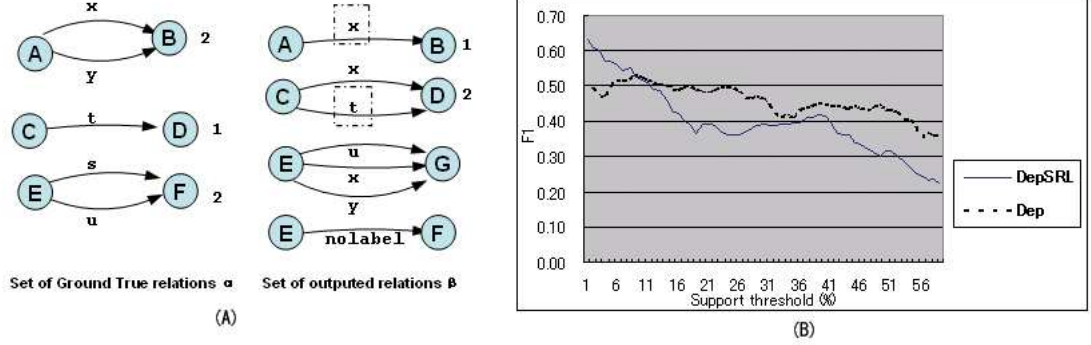 x
A
B
2
y
t
C
D
1
s
E
F
2
u
Set of Ground True relations α
x
A
B
1
x
C
D
2
t
u
E
G
x
y
E
F
nolabel
Set of outputed relations β
(A)
0.70
0.60
0.50
0.40
0.30
0.20
0.10
0.00
F1
1 6 11 16 21 26 31 36 41 46 51 56
Support threshold (%)
DepSRL
Dep
(B)